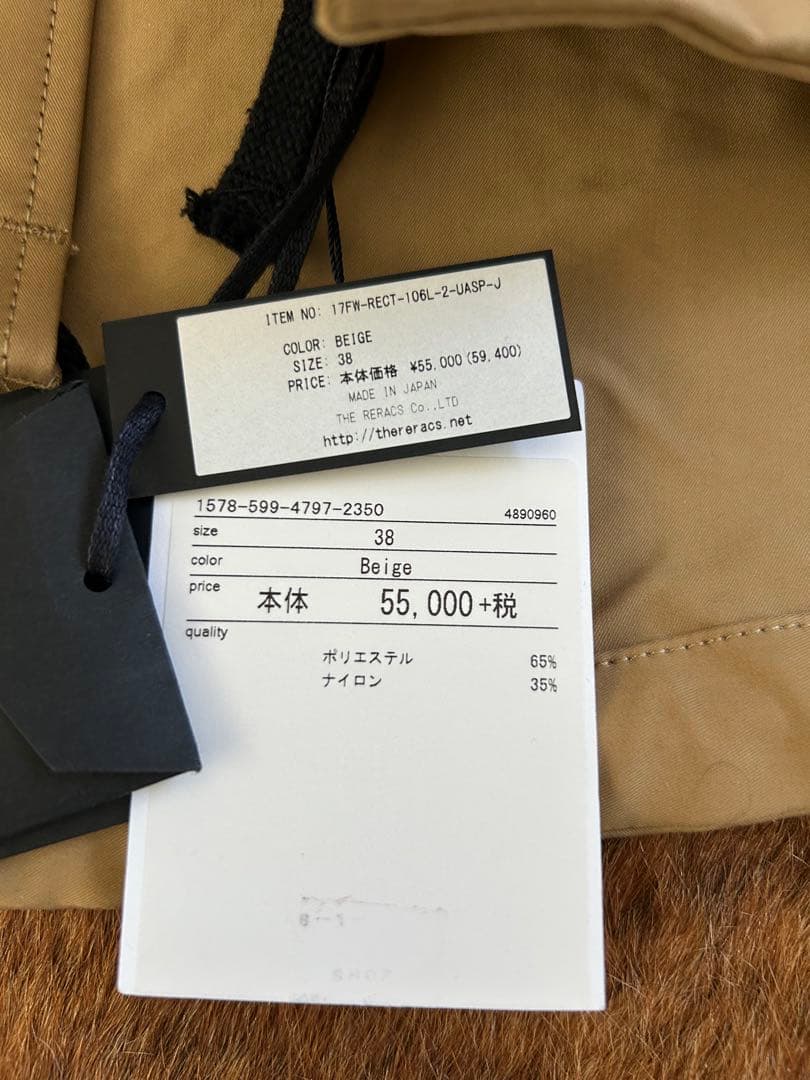 ITEM NO: 17FW-RECT-106L-2-UASP-J
COLOR: BEIGE
SIZE: 38
PRICE: 本体価格 ¥55,000(59,400)
MADE IN JAPAN
THE RERACS Co.,LTD
http://thereracs.net
1578-599-4797-2350 4890960
size 38
color Beige
price 本体 55,000+税
quality
ポリエステル 65%
ナイロン 35%